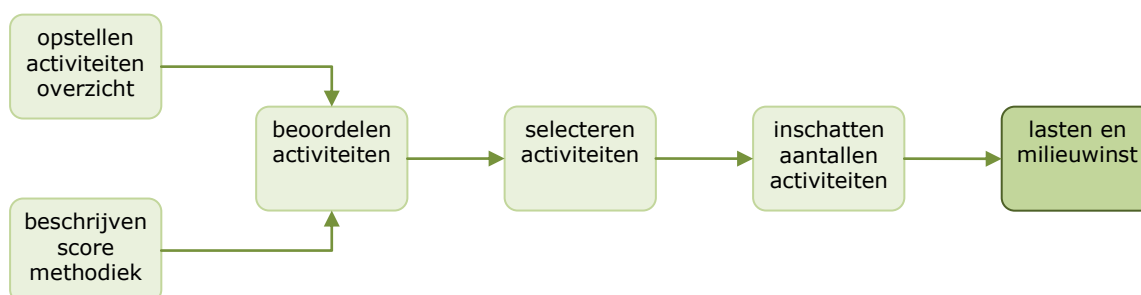 opstellen
activiteiten
overzicht
beschrijven
score
methodiek
beoordelen
activiteiten
selecteren
activiteiten
inschatten
aantallen
activiteiten
lasten en
milieuwinst